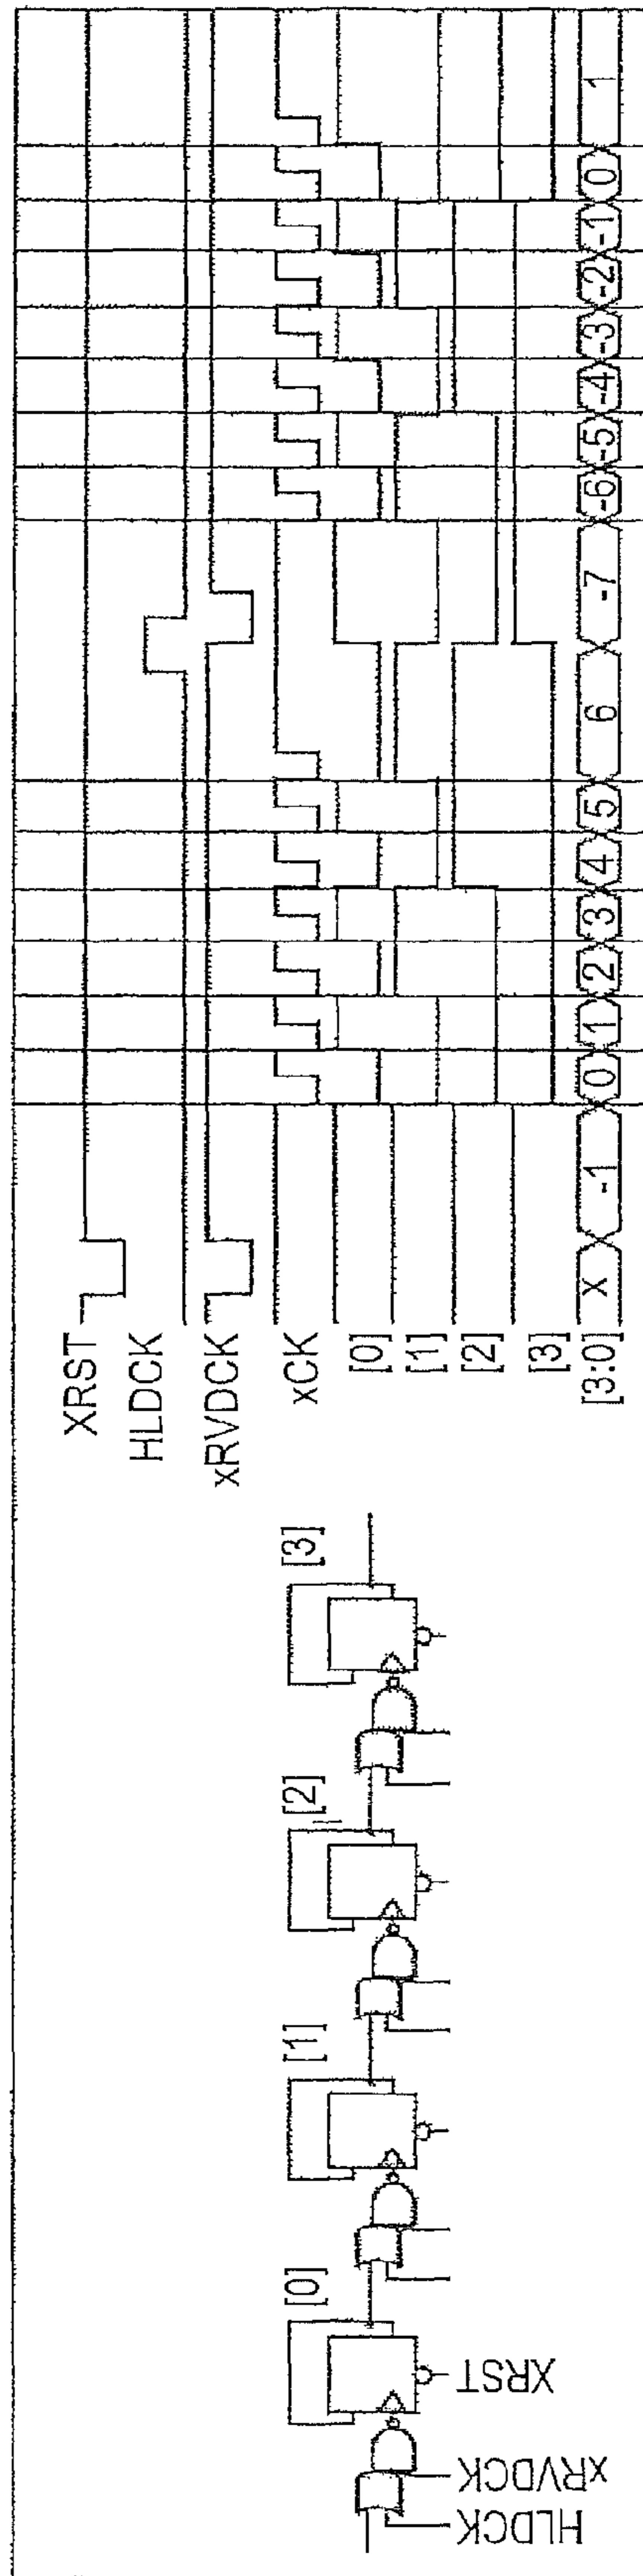 XRST
HLDCK
xRVDCK
xCK
[0]
[1]
[2]
[3]
[3:0] X -1 0 1 2 3 4 5 6 -7 -6 -5 -4 -3 -2 -1 0 1
[0] [1] [2] [3]
HLDCK
xRVDCK
XRST